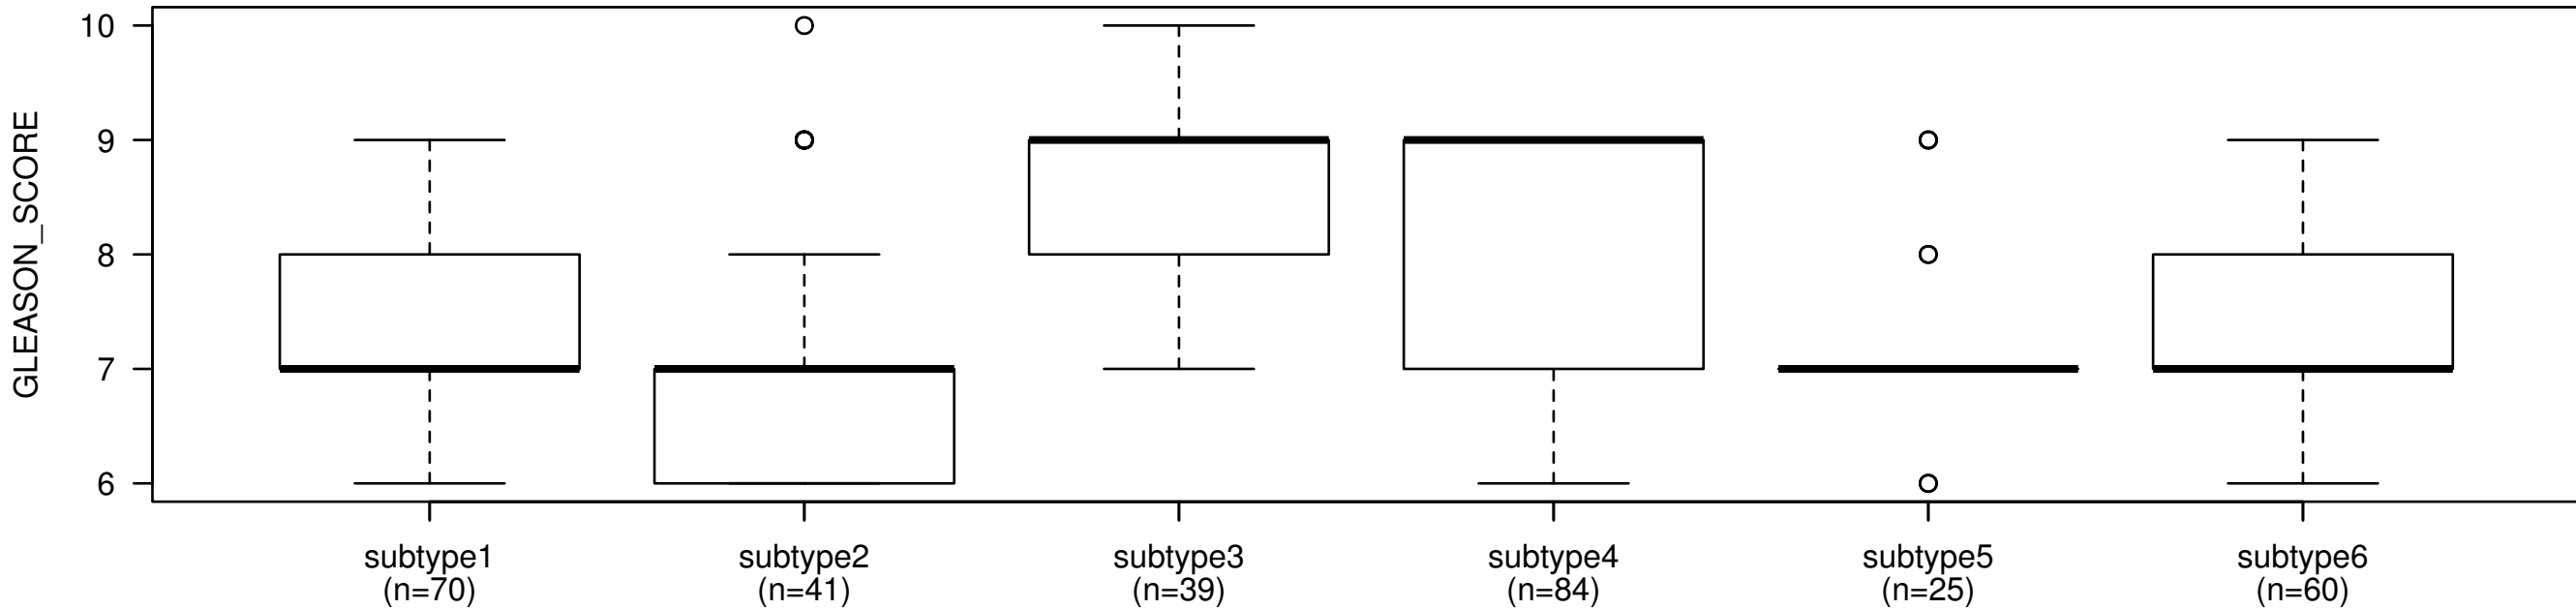 GLEASON_SCORE
10
9
8
7
6
subtype1 subtype2 subtype3 subtype4 subtype5 subtype6
(n=70) (n=41) (n=39) (n=84) (n=25) (n=60)